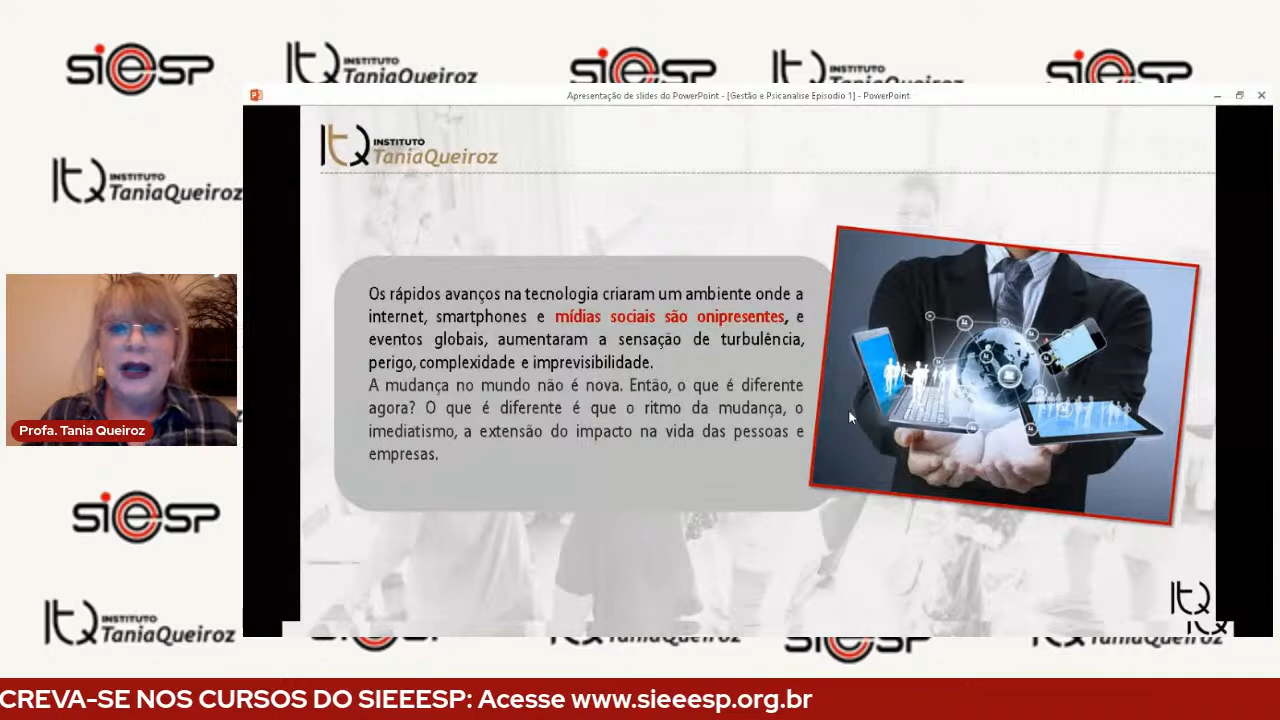 SIEESP
INSTITUTO
TaniaQueiroz
SIEESP
INSTITUTO
TaniaQueiroz
SIEESP
Apresentação de slides do PowerPoint - [Gestão e Psicanalise Episodio 1] - PowerPoint
INSTITUTO
TaniaQueiroz
INSTITUTO
TaniaQueiroz
Os rápidos avanços na tecnologia criaram um ambiente onde a
internet, smartphones e mídias sociais são onipresentes, e
eventos globais, aumentaram a sensação de turbulência,
perigo, complexidade e imprevisibilidade.
A mudança no mundo não é nova. Então, o que é diferente
agora? O que é diferente é que o ritmo da mudança, o
imediatismo, a extensão do impacto na vida das pessoas e
empresas.
Profa. Tania Queiroz
SIEESP
INSTITUTO
TaniaQueiroz
TaniaQueiroz
SIEESP
TaniaQueiroz
CREVA-SE NOS CURSOS DO SIEEESP: Acesse www.sieeesp.org.br